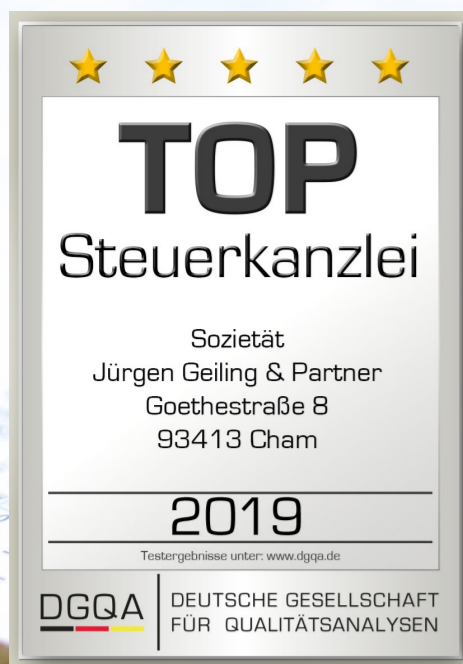 TOP
Steuerkanzlei
Sozietät
Jürgen Geiling & Partner
Goethestraße 8
93413 Cham
2019
Testergebnisse unter: www.dgqa.de
DGQA
DEUTSCHE GESELLSCHAFT
FÜR QUALITÄTSANALYSEN